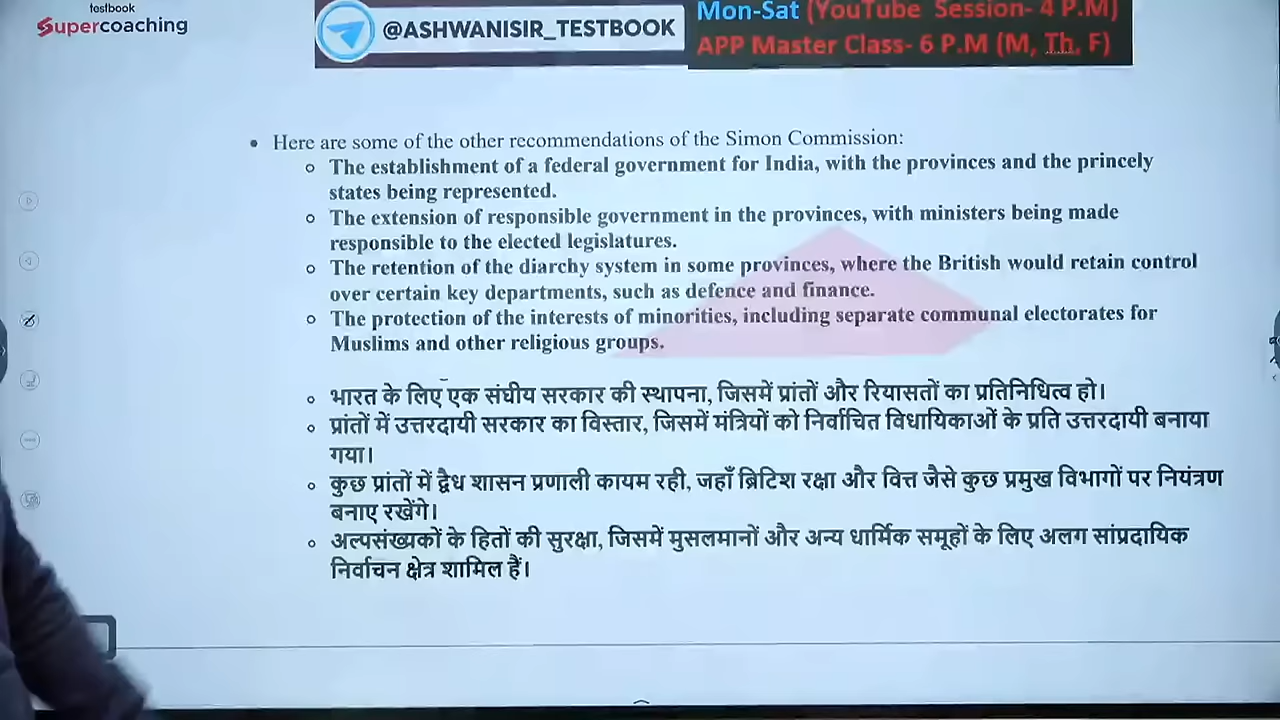 testbook
Supercoaching
@ASHWANISIR_TESTBOOK
Mon-Sat (YouTube Session- 4 P.M)
APP Master Class- 6 P.M (M, Th. F)
• Here are some of the other recommendations of the Simon Commission:
o The establishment of a federal government for India, with the provinces and the princely
states being represented.
o The extension of responsible government in the provinces, with ministers being made
responsible to the elected legislatures.
o The retention of the diarchy system in some provinces, where the British would retain control
over certain key departments, such as defence and finance.
o The protection of the interests of minorities, including separate communal electorates for
Muslims and other religious groups.
o भारत के लिए एक संघीय सरकार की स्थापना, जिसमें प्रांतों और रियासतों का प्रतिनिधित्व हो।
o प्रांतों में उत्तरदायी सरकार का विस्तार, जिसमें मंत्रियों को निर्वाचित विधायिकाओं के प्रति उत्तरदायी बनाया
गया।
o कुछ प्रांतों में द्वैध शासन प्रणाली कायम रही, जहाँ ब्रिटिश रक्षा और वित्त जैसे कुछ प्रमुख विभागों पर नियंत्रण
बनाए रखेंगे।
o अल्पसंख्यकों के हितों की सुरक्षा, जिसमें मुसलमानों और अन्य धार्मिक समूहों के लिए अलग सांप्रदायिक
निर्वाचन क्षेत्र शामिल हैं।